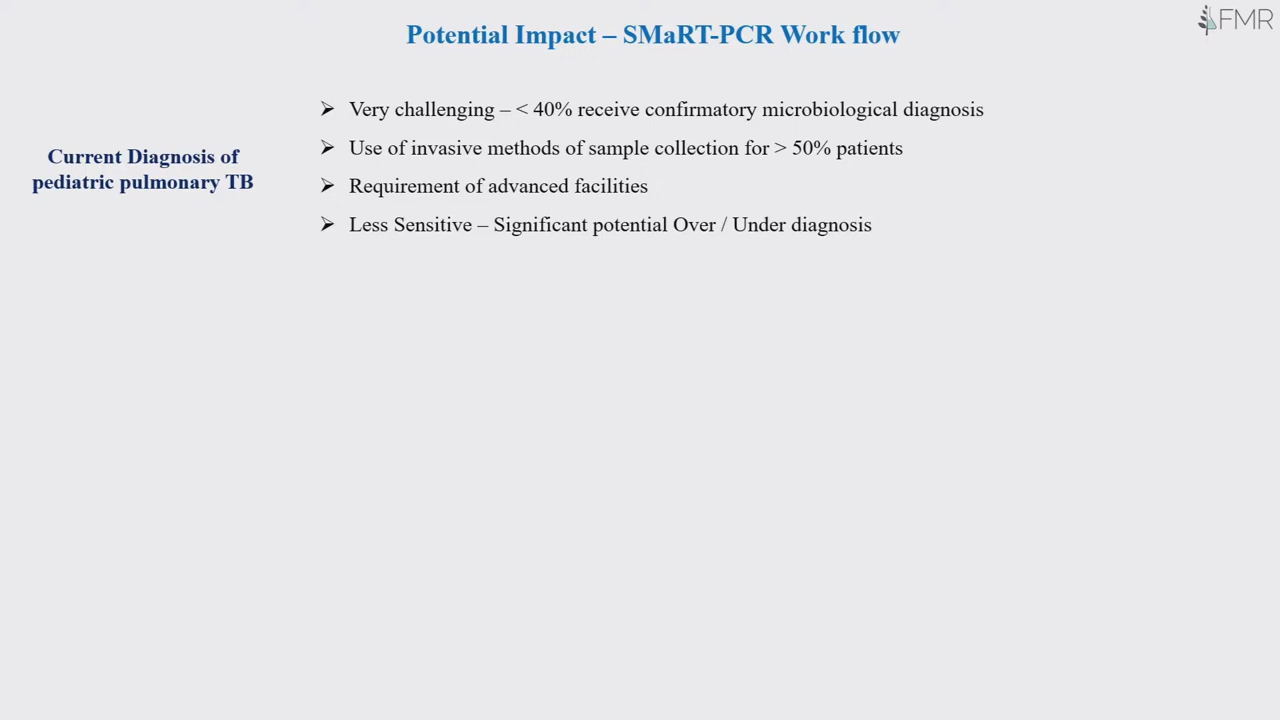 FMR
Potential Impact – SMaRT-PCR Work flow
Current Diagnosis of
pediatric pulmonary TB
➢ Very challenging – < 40% receive confirmatory microbiological diagnosis
➢ Use of invasive methods of sample collection for > 50% patients
➢ Requirement of advanced facilities
➢ Less Sensitive – Significant potential Over / Under diagnosis